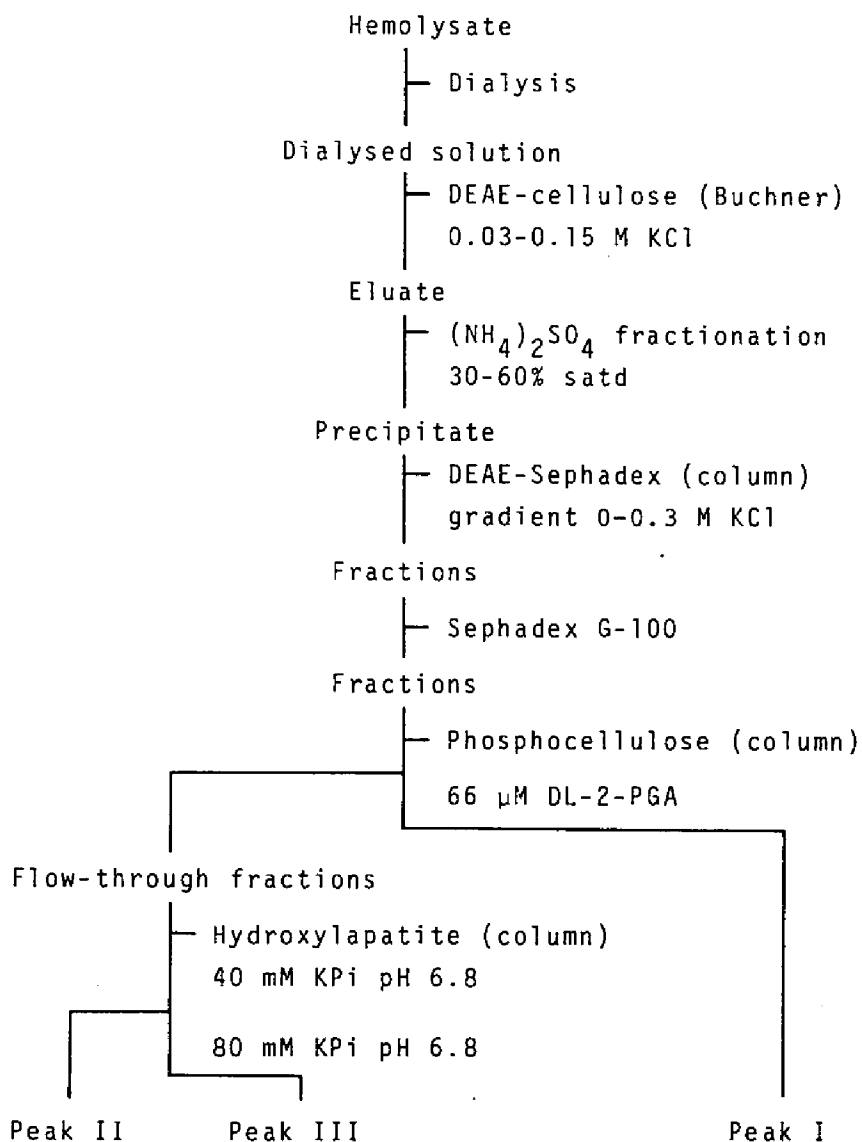 Hemolysate
Dialysis
Dialysed solution
DEAE-cellulose (Buchner)
0.03-0.15 M KCl
Eluate
(NH4)2SO4 fractionation
30-60% satd
Precipitate
DEAE-Sephadex (column)
gradient 0-0.3 M KCl
Fractions
Sephadex G-100
Fractions
Phosphocellulose (column)
66 µM DL-2-PGA
Flow-through fractions
Hydroxylapatite (column)
40 mM KPi pH 6.8
80 mM KPi pH 6.8
Peak II Peak III Peak I